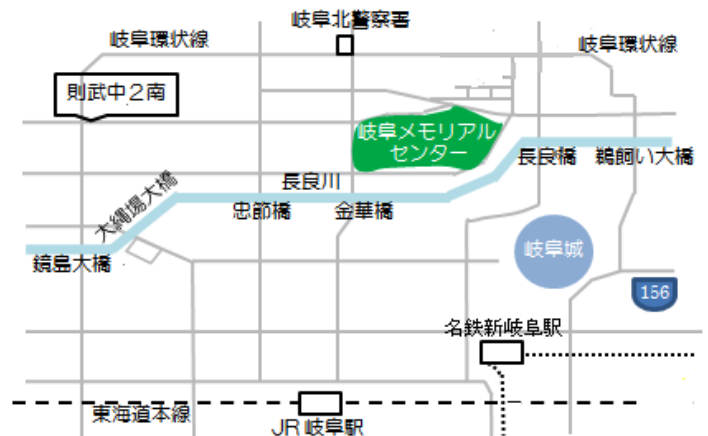 岐阜北警察署
岐阜環状線
岐阜環状線
則武中2南
岐阜メモリアル
センター
長良橋
鵜飼い大橋
長良川
大縄場大橋
忠節橋
金華橋
岐阜城
鏡島大橋
156
名鉄新岐阜駅
東海道本線
JR岐阜駅